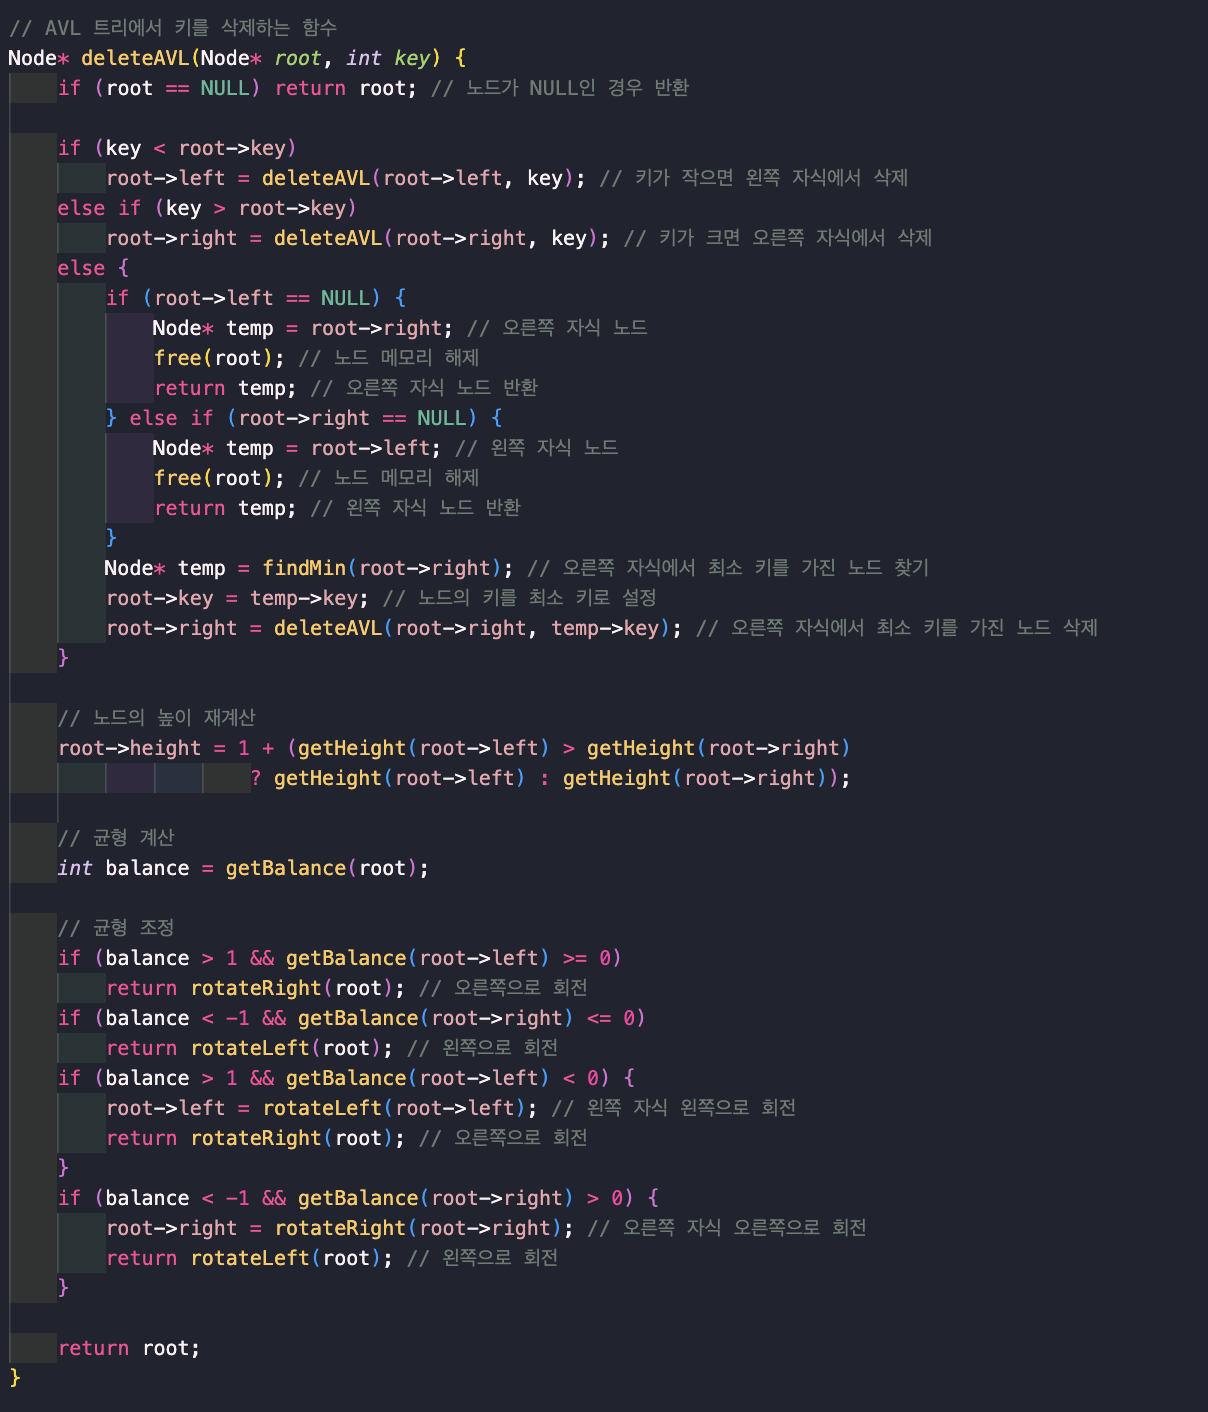 // AVL 트리에서 키를 삭제하는 함수
Node* deleteAVL(Node* root, int key) {
if (root == NULL) return root; // 노드가 NULL인 경우 반환
if (key < root->key)
root->left = deleteAVL(root->left, key); // 키가 작으면 왼쪽 자식에서 삭제
else if (key > root->key)
root->right = deleteAVL(root->right, key); // 키가 크면 오른쪽 자식에서 삭제
else {
if (root->left == NULL) {
Node* temp = root->right; // 오른쪽 자식 노드
free(root); // 노드 메모리 해제
return temp; // 오른쪽 자식 노드 반환
} else if (root->right == NULL) {
Node* temp = root->left; // 왼쪽 자식 노드
free(root); // 노드 메모리 해제
return temp; // 왼쪽 자식 노드 반환
}
Node* temp = findMin(root->right); // 오른쪽 자식에서 최소 키를 가진 노드 찾기
root->key = temp->key; // 노드의 키를 최소 키로 설정
root->right = deleteAVL(root->right, temp->key); // 오른쪽 자식에서 최소 키를 가진 노드 삭제
}
// 노드의 높이 재계산
root->height = 1 + (getHeight(root->left) > getHeight(root->right)
? getHeight(root->left) : getHeight(root->right));
// 균형 계산
int balance = getBalance(root);
// 균형 조정
if (balance > 1 && getBalance(root->left) >= 0)
return rotateRight(root); // 오른쪽으로 회전
if (balance < -1 && getBalance(root->right) <= 0)
return rotateLeft(root); // 왼쪽으로 회전
if (balance > 1 && getBalance(root->left) < 0) {
root->left = rotateLeft(root->left); // 왼쪽 자식 왼쪽으로 회전
return rotateRight(root); // 오른쪽으로 회전
}
if (balance < -1 && getBalance(root->right) > 0) {
root->right = rotateRight(root->right); // 오른쪽 자식 오른쪽으로 회전
return rotateLeft(root); // 왼쪽으로 회전
}
return root;
}